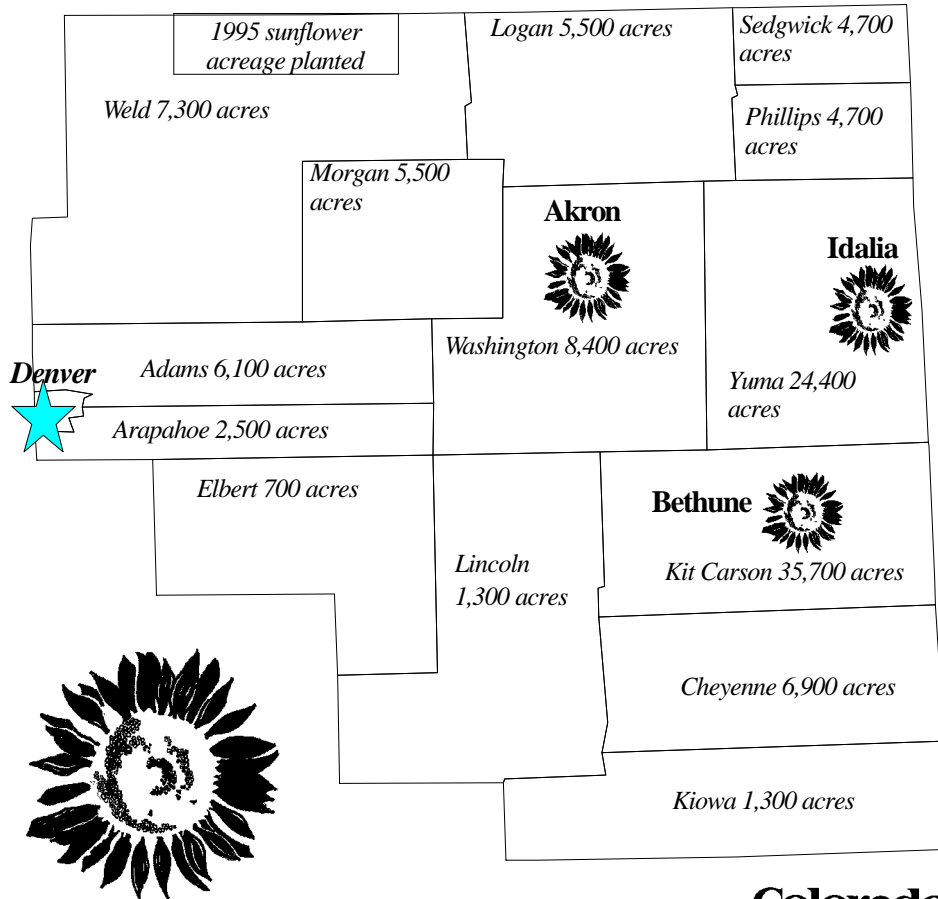 1995 sunflower
acreage planted
Logan 5,500 acres
Sedgwick 4,700
acres
Weld 7,300 acres
Phillips 4,700
acres
Morgan 5,500
acres
Akron
Idalia
Washington 8,400 acres
Denver
Adams 6,100 acres
Yuma 24,400
acres
Arapahoe 2,500 acres
Elbert 700 acres
Bethune
Lincoln
1,300 acres
Kit Carson 35,700 acres
Cheyenne 6,900 acres
Kiowa 1,300 acres
Colorado